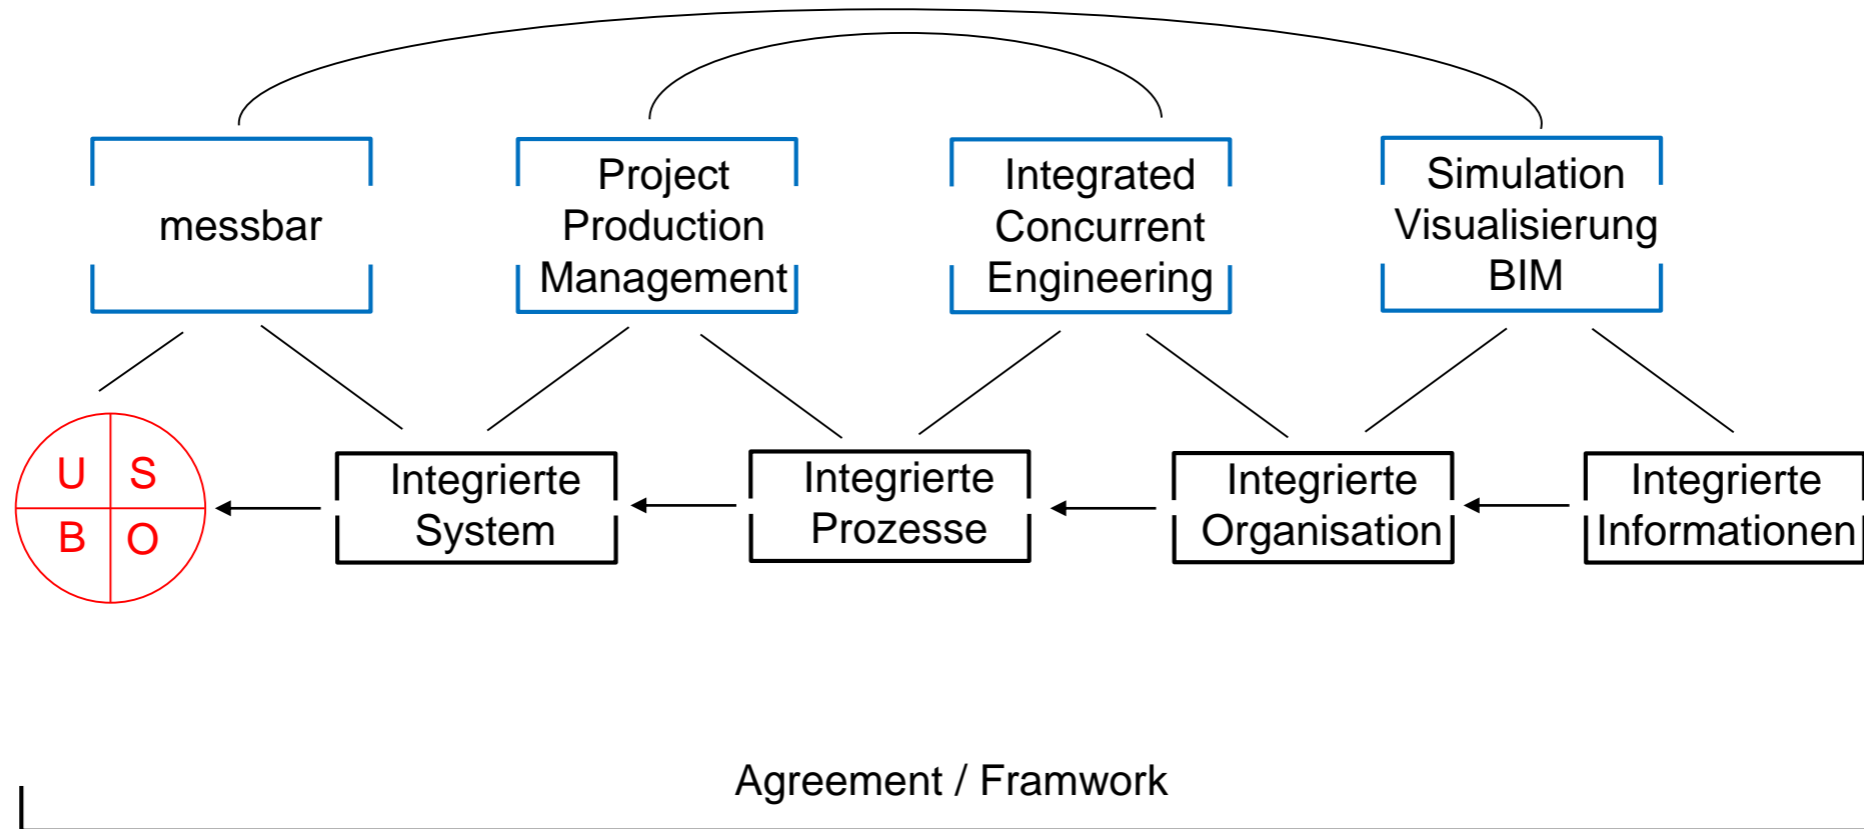 messbar
Project
Production
Management
Integrated
Concurrent
Engineering
Simulation
Visualisierung
BIM
U S
B O
Integrierte
System
Integrierte
Prozesse
Integrierte
Organisation
Integrierte
Informationen
Agreement / Framwork